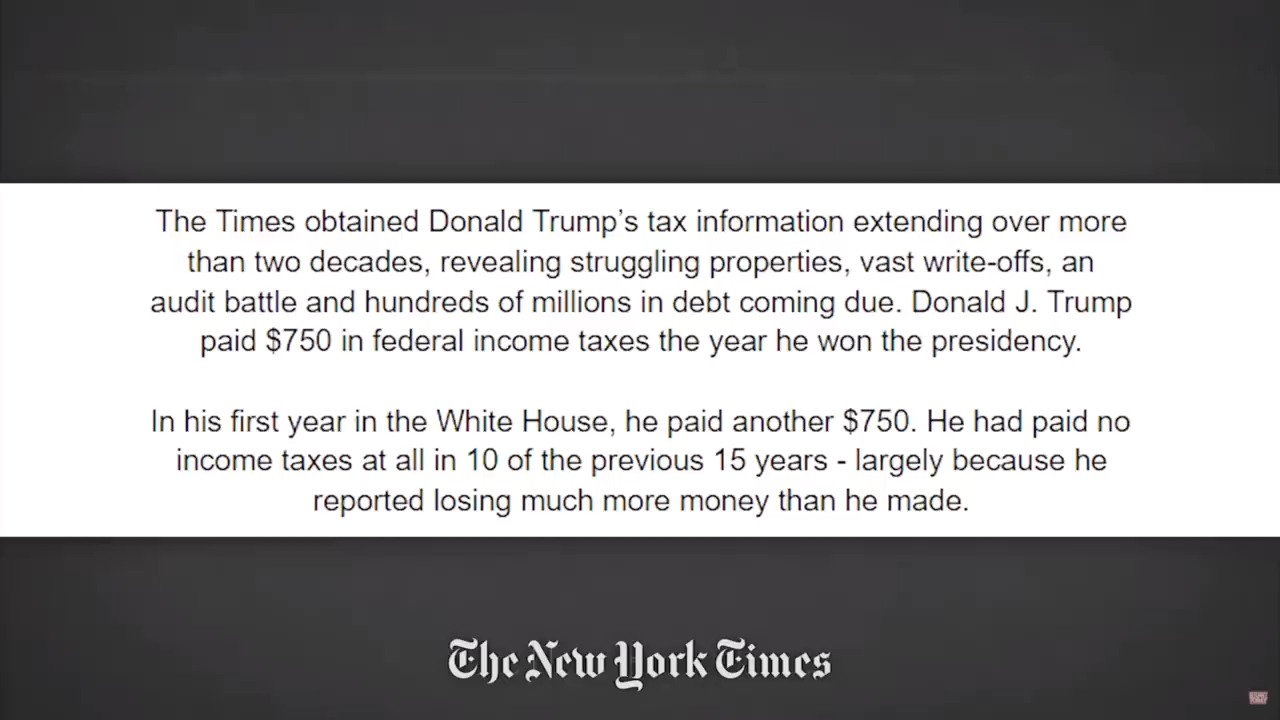 The Times obtained Donald Trump’s tax information extending over more
than two decades, revealing struggling properties, vast write-offs, an
audit battle and hundreds of millions in debt coming due. Donald J. Trump
paid $750 in federal income taxes the year he won the presidency.
In his first year in the White House, he paid another $750. He had paid no
income taxes at all in 10 of the previous 15 years - largely because he
reported losing much more money than he made.
The New York Times